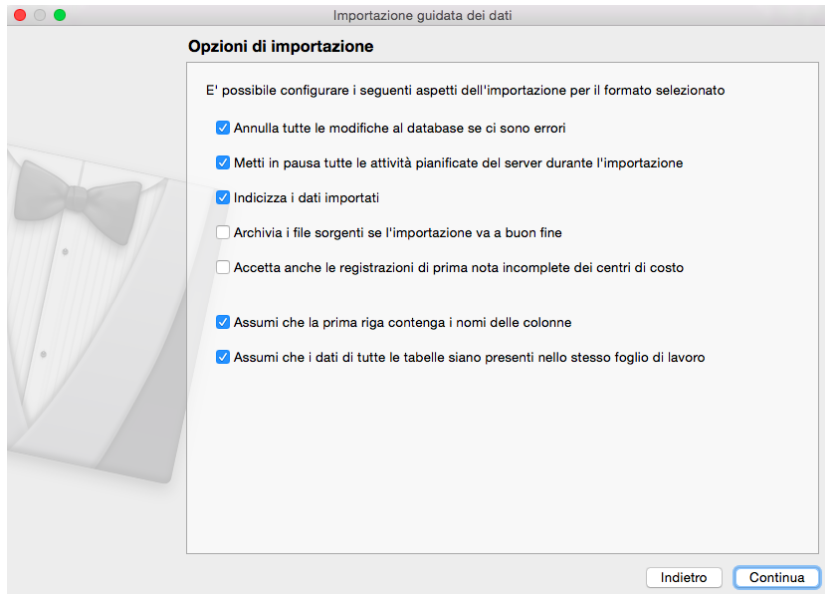 Importazione guidata dei dati
Opzioni di importazione
E' possibile configurare i seguenti aspetti dell'importazione per il formato selezionato
Annulla tutte le modifiche al database se ci sono errori
Metti in pausa tutte le attività pianificate del server durante l'importazione
Indicizza i dati importati
Archivia i file sorgenti se l'importazione va a buon fine
Accetta anche le registrazioni di prima nota incomplete dei centri di costo
Assumi che la prima riga contenga i nomi delle colonne
Assumi che i dati di tutte le tabelle siano presenti nello stesso foglio di lavoro
Indietro
Continua